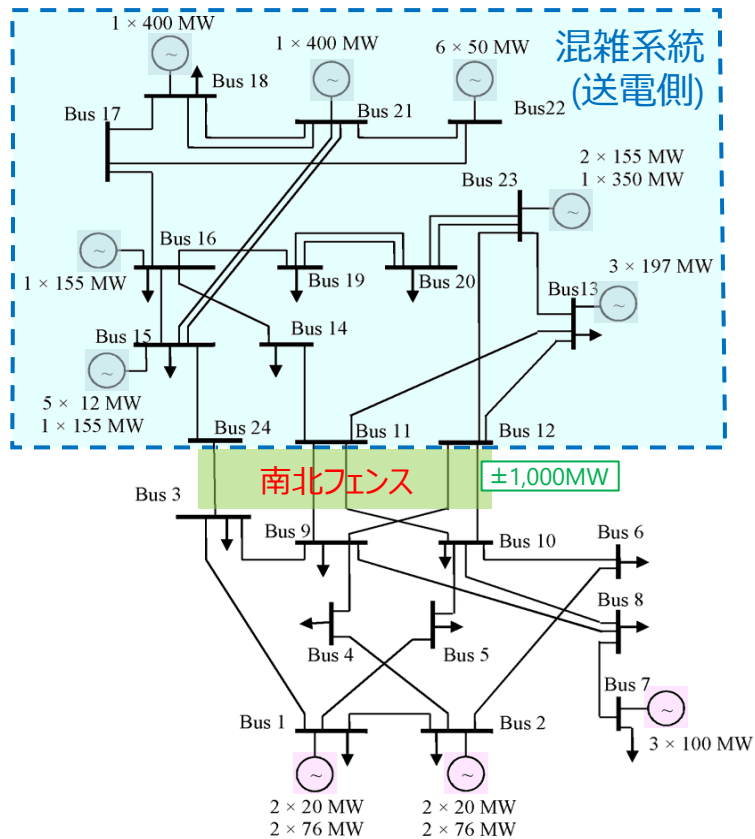 1 × 400 MW
1 × 400 MW
6 × 50 MW
混雑系統
(送電側)
Bus 18
Bus 17
Bus 21
Bus22
2 × 155 MW
1 × 350 MW
Bus 23
Bus 16
3 × 197 MW
1 × 155 MW
Bus 19
Bus 20
Bus13
Bus 15
Bus 14
5 × 12 MW
1 × 155 MW
Bus 24
Bus 11
Bus 12
南北フェンス
±1,000MW
Bus 3
Bus 9
Bus 10
Bus 6
Bus 8
Bus 4
Bus 5
Bus 7
Bus 1
Bus 2
3 × 100 MW
2 × 20 MW
2 × 76 MW
2 × 20 MW
2 × 76 MW